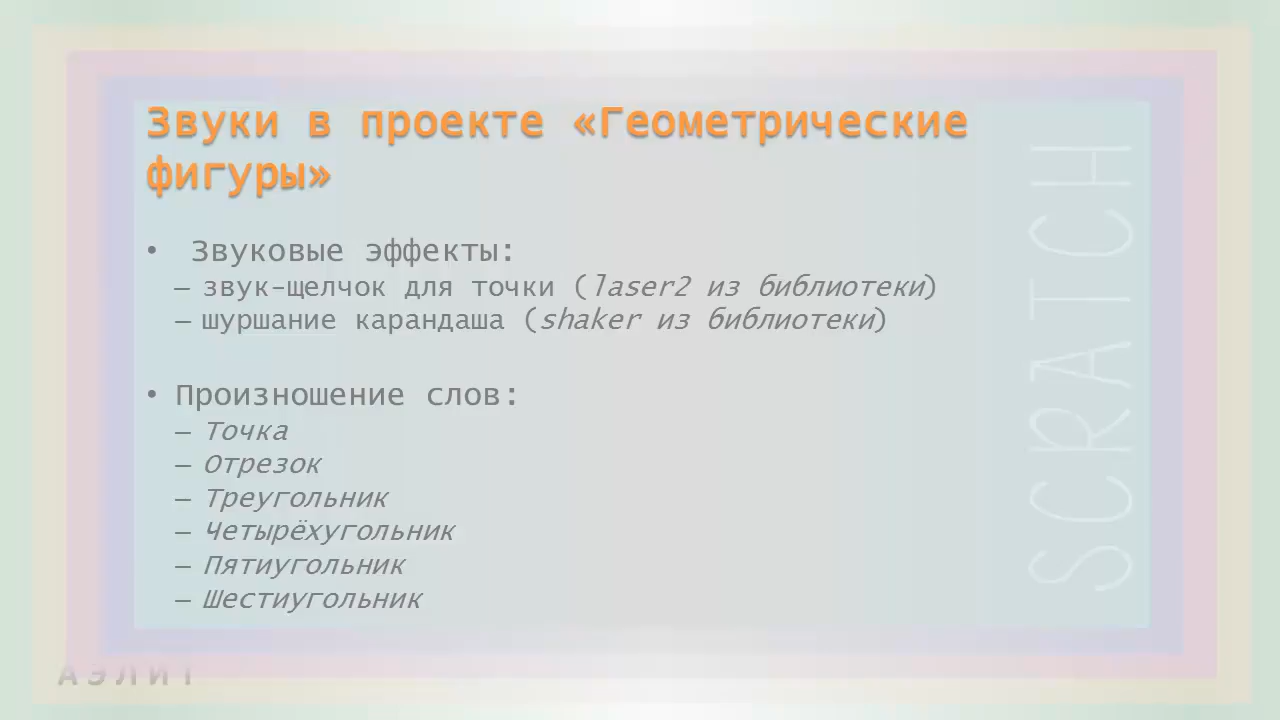 Звуки в проекте «Геометрические
фигуры»
• Звуковые эффекты:
– звук-щелчок для точки (laser2 из библиотеки)
– шуршание карандаша (shaker из библиотеки)
• Произношение слов:
– Точка
– Отрезок
– Треугольник
– Четырёхугольник
– Пятиугольник
– Шестиугольник
SCRATCH